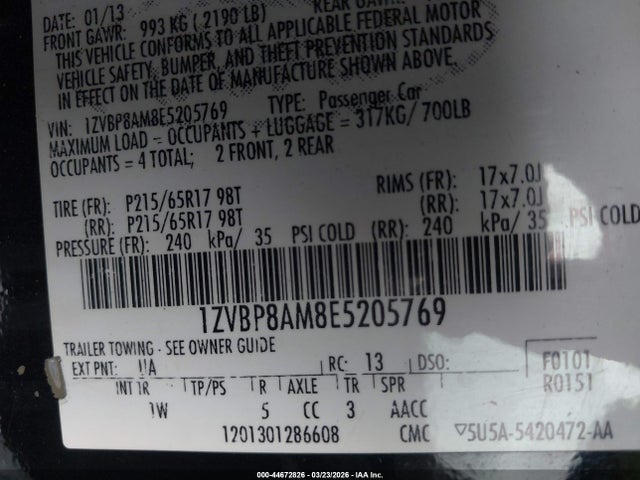 DATE: 01/13
FRONT GAWR: 993 KG ( 2190 LB) REAR GAWR:
THIS VEHICLE CONFORMS TO ALL APPLICABLE FEDERAL MOTOR
VEHICLE SAFETY, BUMPER, AND THEFT PREVENTION STANDARDS
IN EFFECT ON THE DATE OF MANUFACTURE SHOWN ABOVE.
VIN: 1ZVBP8AM8E5205769 TYPE: Passenger Car
MAXIMUM LOAD = OCCUPANTS + LUGGAGE = 317KG/ 700LB
OCCUPANTS = 4 TOTAL; 2 FRONT, 2 REAR
TIRE (FR): P215/65R17 98T RIMS (FR): 17x7.0J
(RR): P215/65R17 98T (RR): 17x7.0J
PRESSURE (FR): 240 kPa/ 35 PSI COLD (RR): 240 kPa/ 35 PSI COLD
1ZVBP8AM8E5205769
TRAILER TOWING - SEE OWNER GUIDE
EXT PNT: UA RC: 13 DSO: F0101
INT TR TP/PS R AXLE TR SPR R0151
1W 5 CC 3 AACC
1201301286608 CMC ▽5U5A-5420472-AA
000-44672826 - 03/23/2026 - IAA Inc.